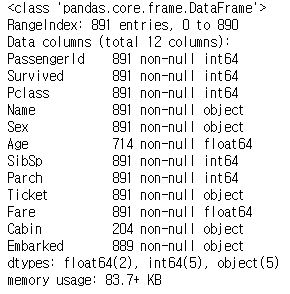 <class 'pandas.core.frame.DataFrame'>
RangeIndex: 891 entries, 0 to 890
Data columns (total 12 columns):
PassengerId    891 non-null int64
Survived       891 non-null int64
Pclass         891 non-null int64
Name           891 non-null object
Sex            891 non-null object
Age            714 non-null float64
SibSp          891 non-null int64
Parch          891 non-null int64
Ticket         891 non-null object
Fare           891 non-null float64
Cabin          204 non-null object
Embarked       889 non-null object
dtypes: float64(2), int64(5), object(5)
memory usage: 83.7+ KB